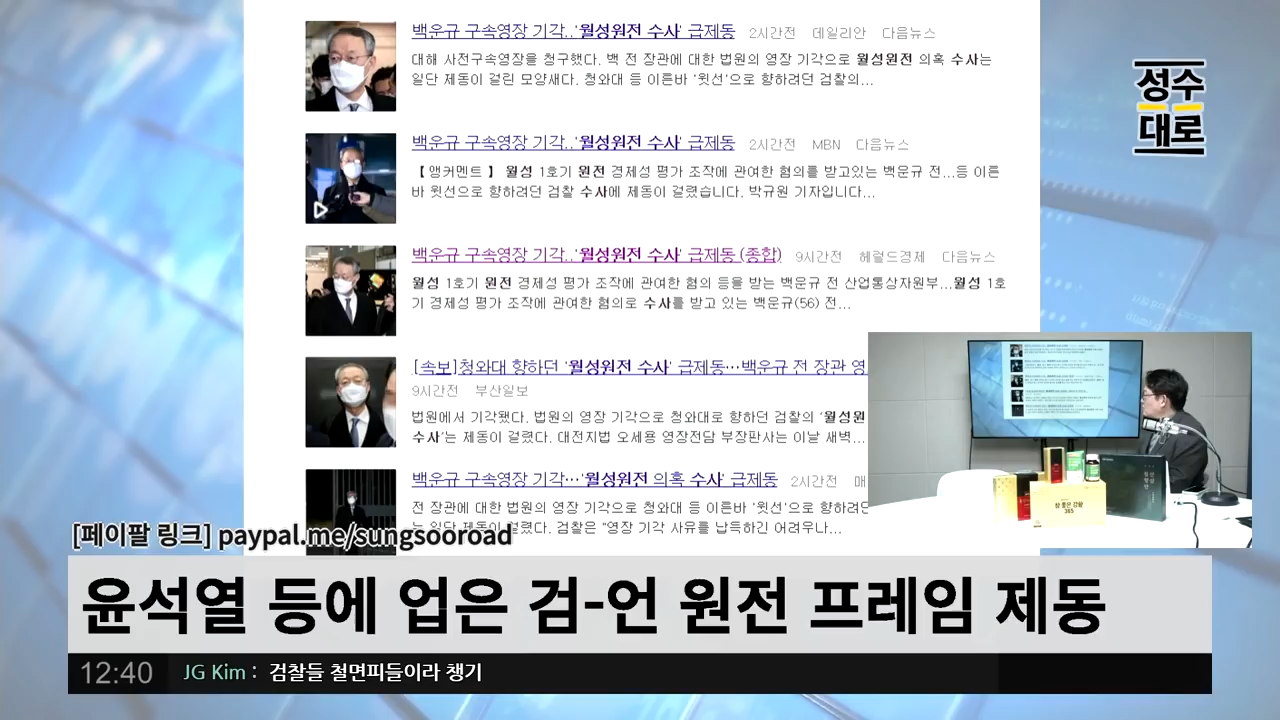 백운규 구속영장 기각..'월성원전 수사' 급제동 2시간전 데일리안 다음뉴스
대해 사전구속영장을 청구했다. 백 전 장관에 대한 법원의 영장 기각으로 월성원전 의혹 수사는
일단 제동이 걸린 모양새다. 청와대 등 이른바 '윗선'으로 향하려던 검찰의...
성수
대로
백운규 구속영장 기각..'월성원전 수사' 급제동 2시간전 MBN 다음뉴스
【 앵커멘트 】 월성 1호기 원전 경제성 평가 조작에 관여한 혐의를 받고있는 백운규 전...등 이른
바 윗선으로 향하려던 검찰 수사에 제동이 걸렸습니다. 박규원 기자입니다...
백운규 구속영장 기각..'월성원전 수사' 급제동 (종합) 9시간전 헤럴드경제 다음뉴스
월성 1호기 원전 경제성 평가 조작에 관여한 혐의 등을 받는 백운규 전 산업통상자원부...월성 1호
기 경제성 평가 조작에 관여한 혐의로 수사를 받고 있는 백운규(56) 전...
[속보]청와대 향하던 '월성원전 수사' 급제동…백운규 전 장관 영
9시간전 부산일보
법원에서 기각됐다. 법원의 영장 기각으로 청와대로 향하던 검찰의 '월성원
수사'는 제동이 걸렸다. 대전지법 오세용 영장전담 부장판사는 이날 새벽...
백운규 구속영장 기각…'월성원전 의혹 수사' 급제동 2시간전 매
전 장관에 대한 법원의 영장 기각으로 청와대 등 이른바 '윗선'으로 향하려던
는 일단 제동이 걸렸다. 검찰은 "영장 기각 사유를 납득하긴 어려우나...
[페이팔 링크] paypal.me/sungsooroad
윤석열 등에 업은 검-언 원전 프레임 제동
12:40 JG Kim : 검찰들 철면피들이라 챙기